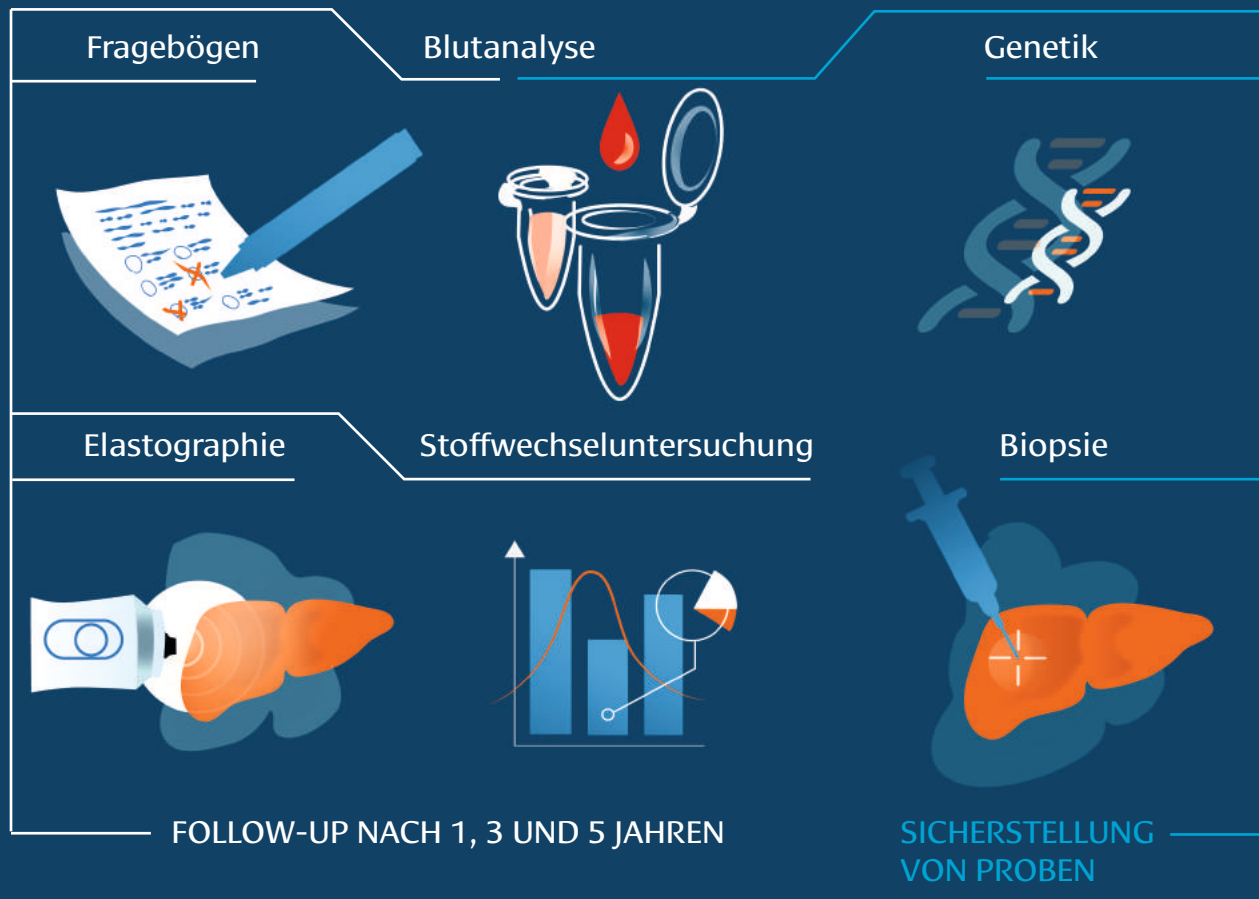 Fragebögen
Blutanalyse
Genetik
Elastographie
Stoffwechseluntersuchung
Biopsie
FOLLOW-UP NACH 1, 3 UND 5 JAHREN
SICHERSTELLUNG
VON PROBEN